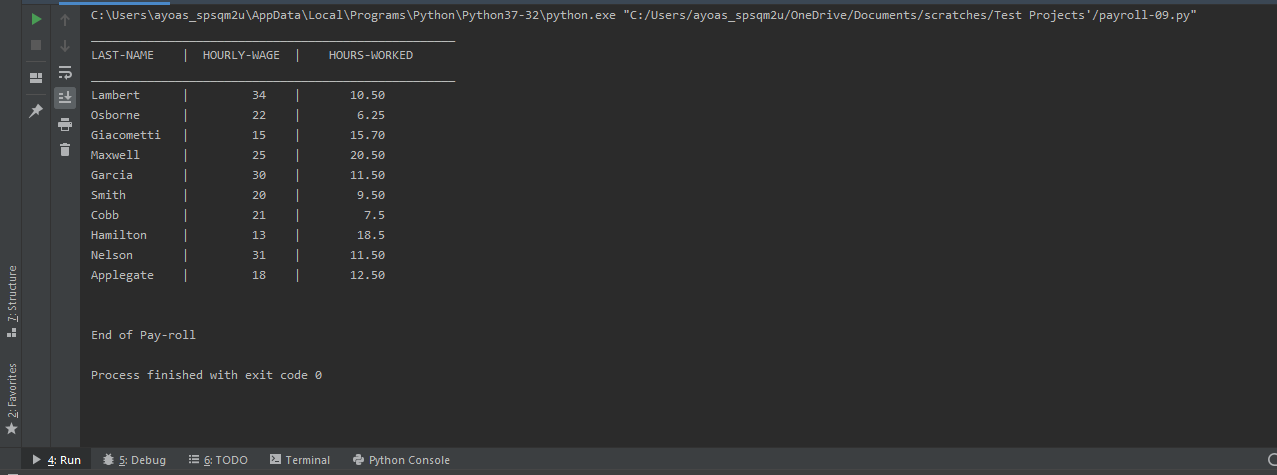 C:\Users\ayoas_spsqm2u\AppData\Local\Programs\Python\Python37-32\python.exe "C:/Users/ayoas_spsqm2u/OneDrive/Documents/scratches/Test Projects'/payroll-09.py"
LAST-NAME | HOURLY-WAGE | HOURS-WORKED
Lambert | 34 | 10.50
Osborne | 22 | 6.25
Giacometti | 15 | 15.70
Maxwell | 25 | 20.50
Garcia | 30 | 11.50
Smith | 20 | 9.50
Cobb | 21 | 7.5
Hamilton | 13 | 18.5
Nelson | 31 | 11.50
Applegate | 18 | 12.50
End of Pay-roll
Process finished with exit code 0
7: Structure
2: Favorites
4: Run 5: Debug 6: TODO Terminal Python Console